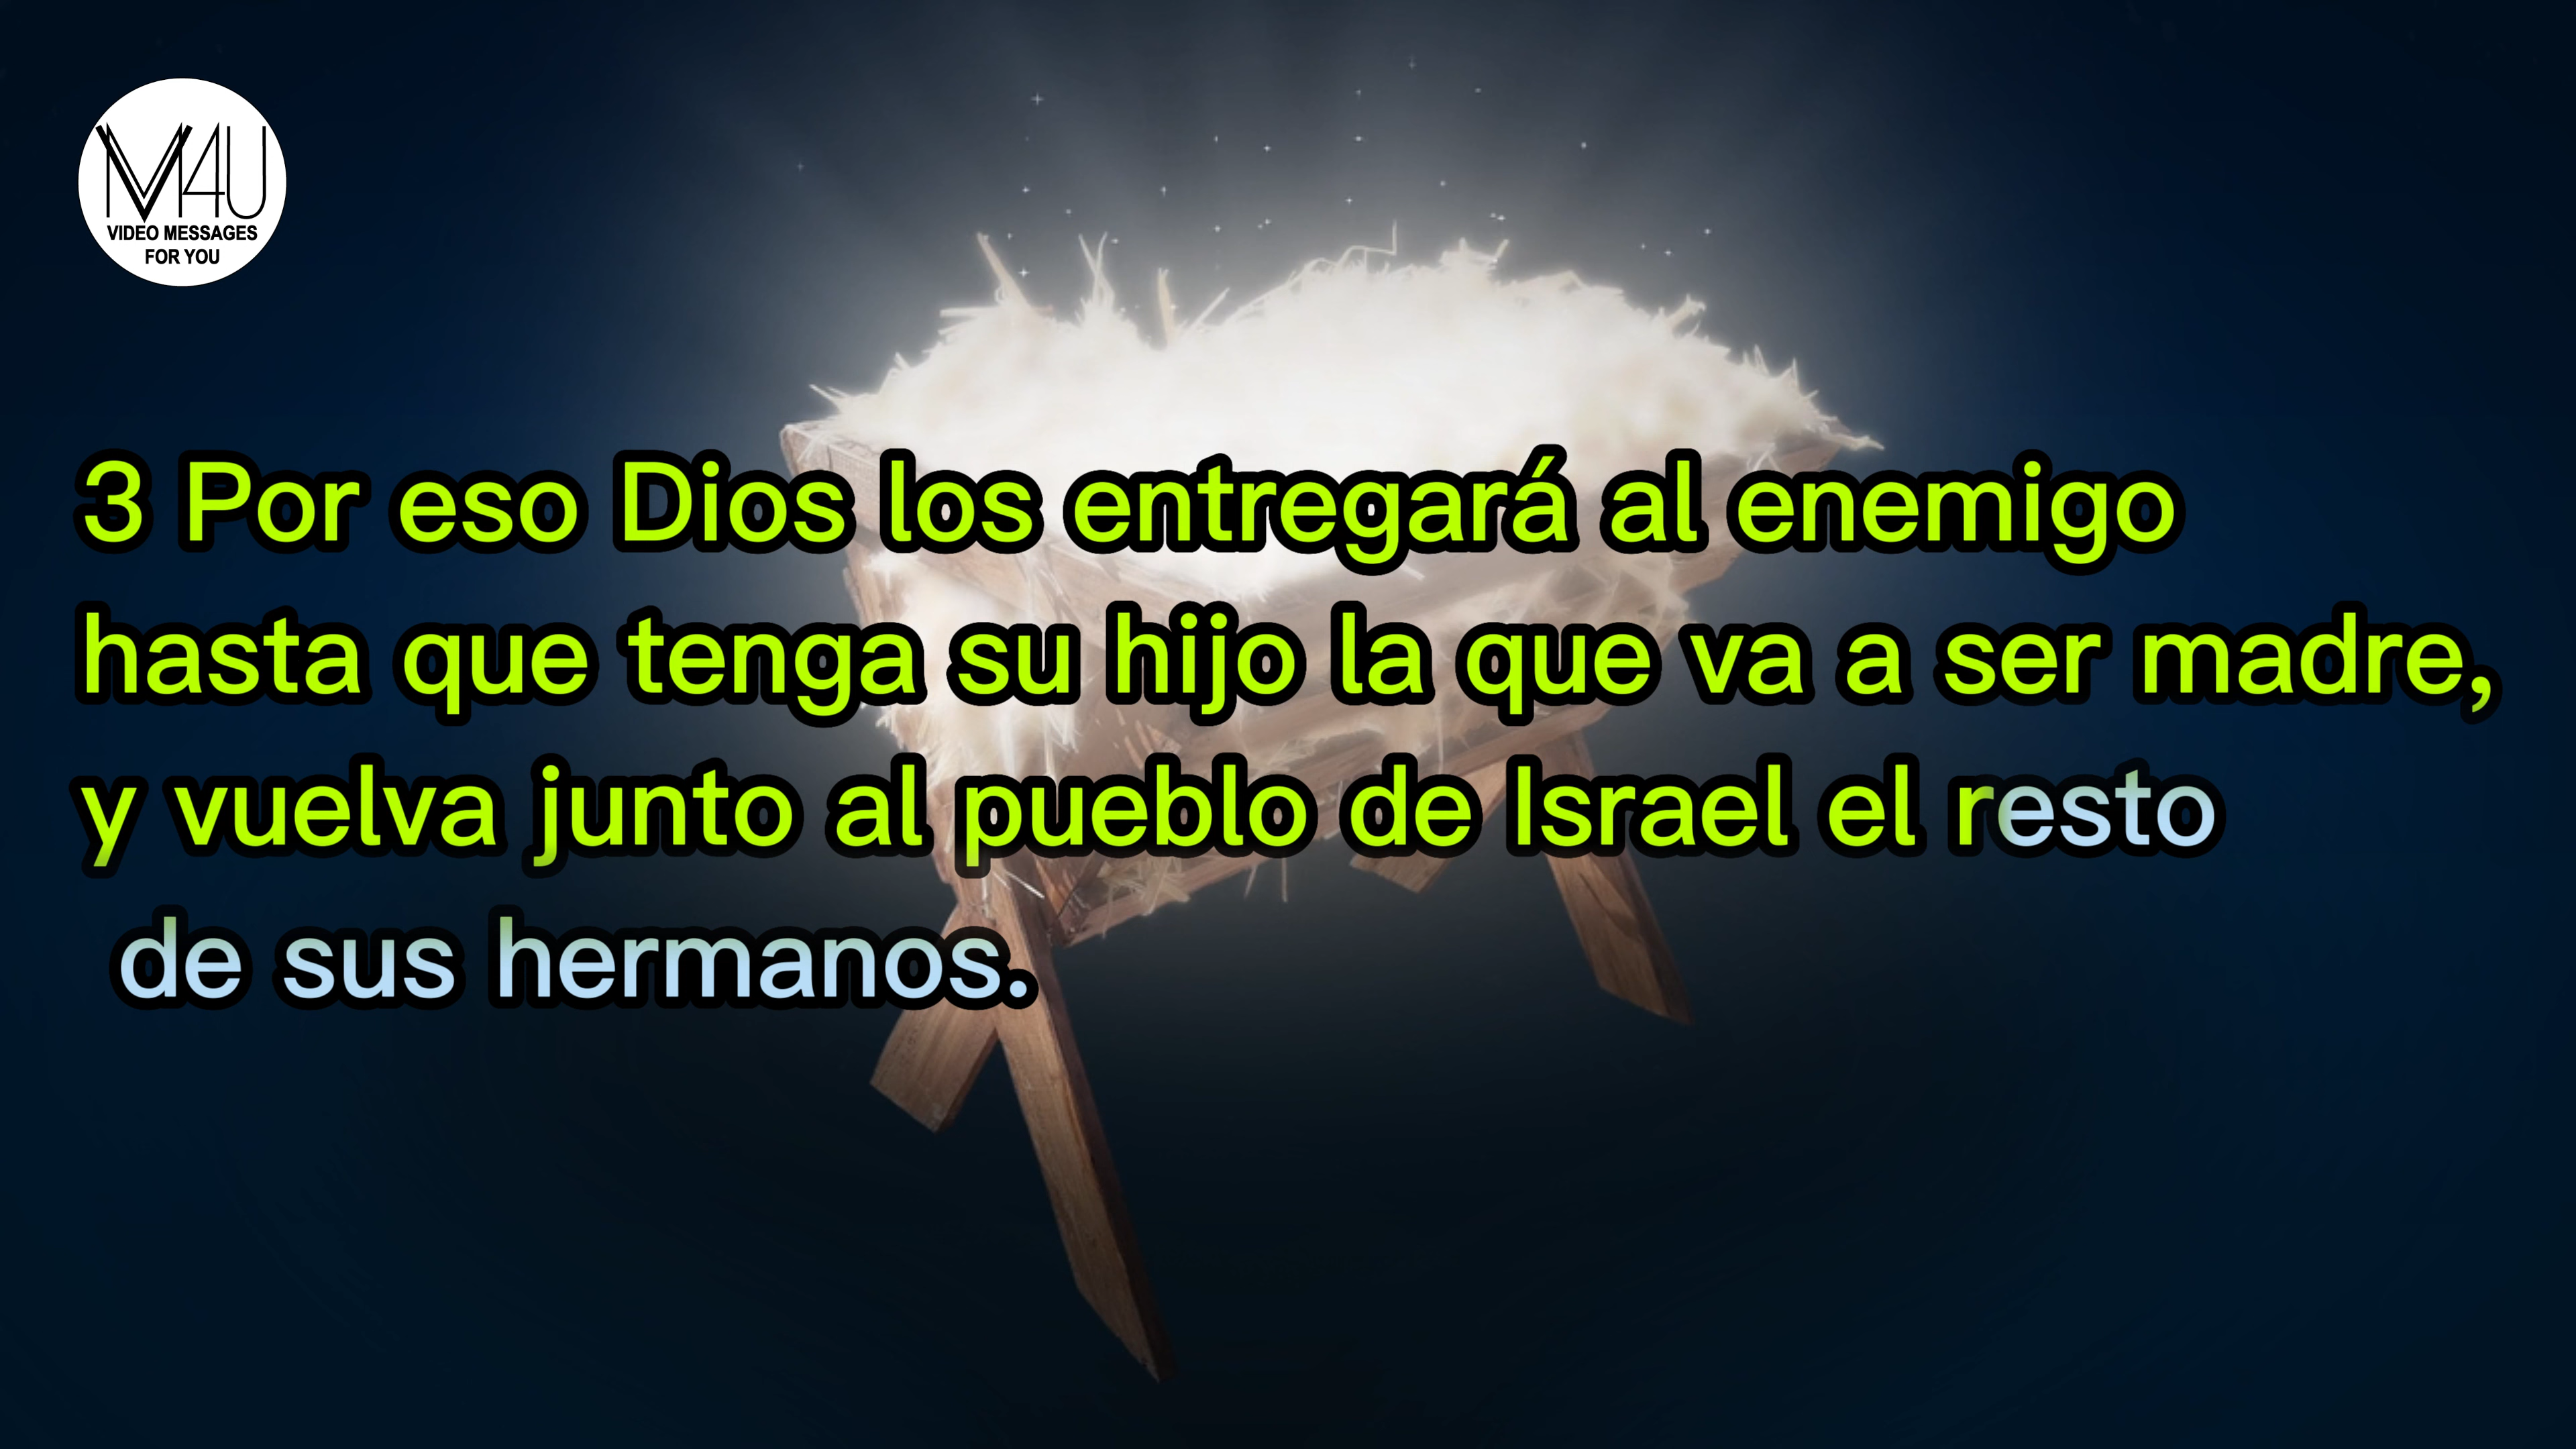 VM4U
VIDEO MESSAGES
FOR YOU
3 Por eso Dios los entregará al enemigo
hasta que tenga su hijo la que va a ser madre,
y vuelva junto al pueblo de Israel el resto
de sus hermanos.